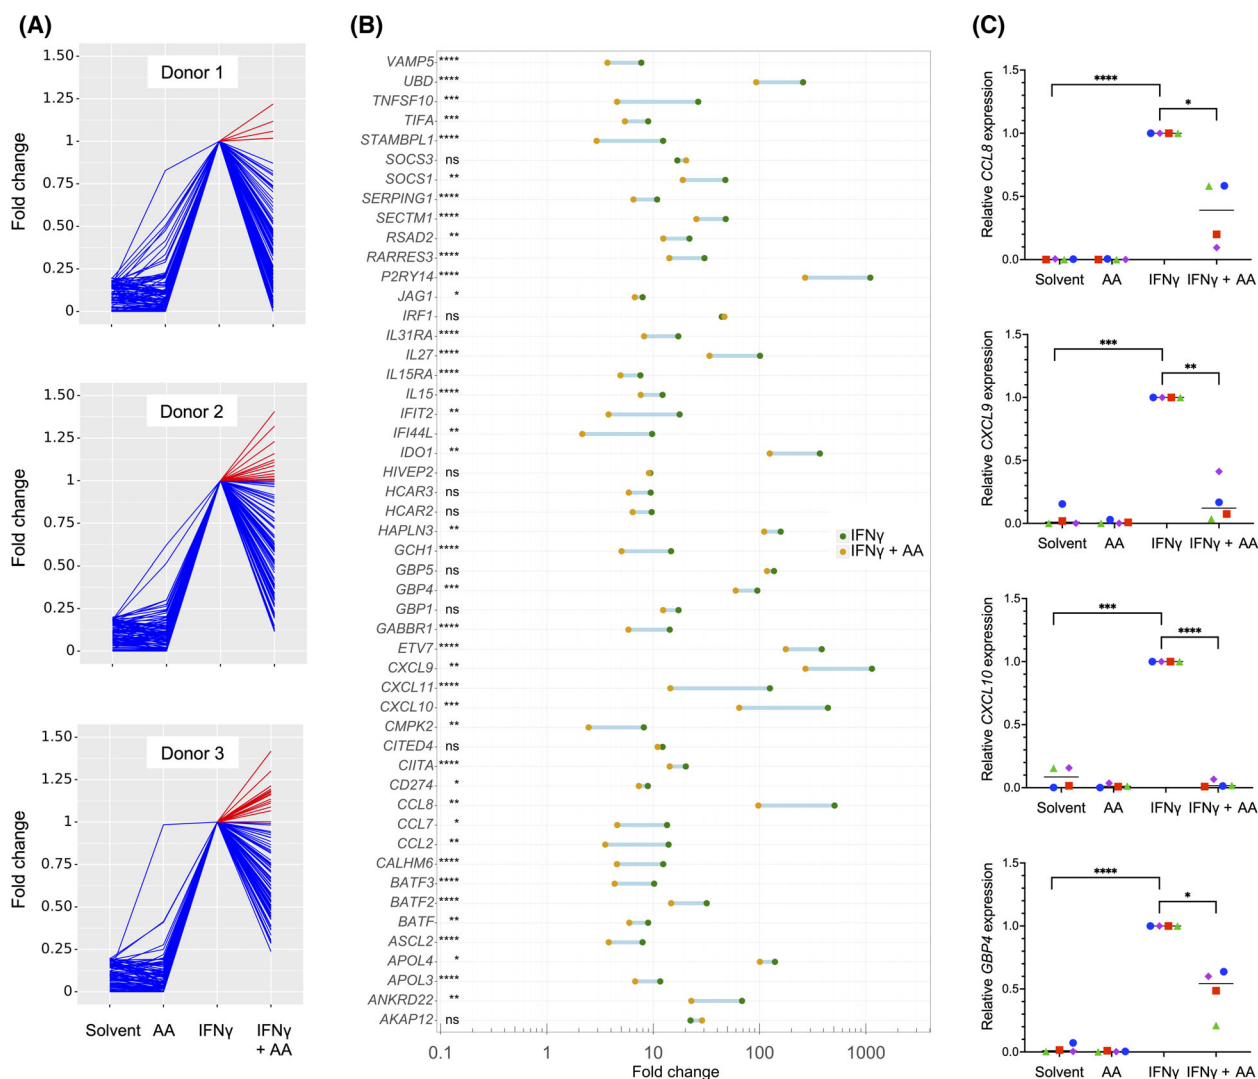 (A)
Donor 1
Fold change
1.50
1.25
1
0.75
0.50
0.25
0
Donor 2
Fold change
1.50
1.25
1
0.75
0.50
0.25
0
Donor 3
Fold change
1.50
1.25
1
0.75
0.50
0.25
0
Solvent AA IFNγ IFNγ + AA
(B)
VAMP5 ****
UBD ****
TNFSF10 ***
TIFA ***
STAMBPL1 ****
SOCS3 ns
SOCS1 **
SERPING1 ****
SECTM1 ****
RSAD2 **
RARRES3 ****
P2RY14 ****
JAG1 *
IRF1 ns
IL31RA ****
IL27 ****
IL15RA ****
IL15 ****
IFIT2 **
IFI44L **
IDO1 **
HIVEP2 ns
HCAR3 ns
HCAR2 ns
HAPLN3 **
GCH1 ****
GBP5 ns
GBP4 ***
GBP1 ns
GABBR1 ****
ETV7 ****
CXCL9 **
CXCL11 ****
CXCL10 ***
CMPK2 **
CITED4 ns
CIITA ****
CD274 *
CCL8 **
CCL7 *
CCL2 **
CALHM6 ****
BATF3 ****
BATF2 ****
BATF **
ASCL2 ****
APOL4 *
APOL3 ****
ANKRD22 **
AKAP12 ns
IFNγ
IFNγ + AA
0.1 1 10 100 1000
Fold change
(C)
Relative CCL8 expression
1.5
1.0
0.5
0.0
****
*
Solvent AA IFNγ IFNγ + AA
Relative CXCL9 expression
1.5
1.0
0.5
0.0
***
**
Solvent AA IFNγ IFNγ + AA
Relative CXCL10 expression
1.5
1.0
0.5
0.0
***
****
Solvent AA IFNγ IFNγ + AA
Relative GBP4 expression
1.5
1.0
0.5
0.0
****
*
Solvent AA IFNγ IFNγ + AA